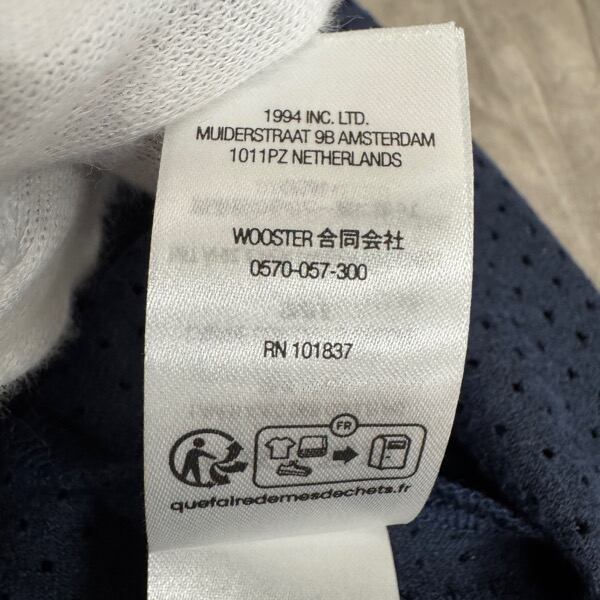 1994 INC. LTD.
MUIDERSTRAAT 9B AMSTERDAM
1011PZ NETHERLANDS
WOOSTER 合同会社
0570-057-300
RN 101837
FR
quefairedemesdechets.fr